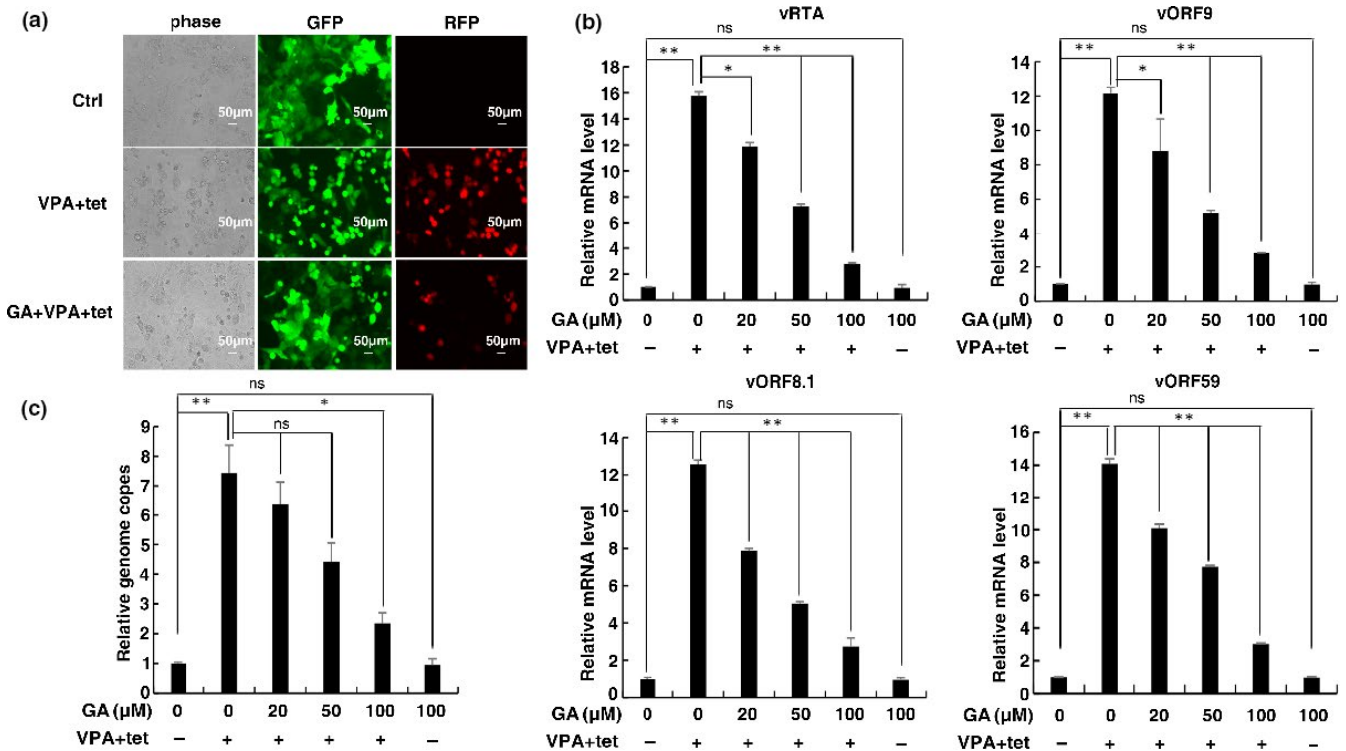 (a)
phase GFP RFP
Ctrl
50μm 50μm 50μm
VPA+tet
50μm 50μm 50μm
GA+VPA+tet
50μm 50μm 50μm
(b)
vRTA
ns
** **
*
Relative mRNA level
18
16
14
12
10
8
6
4
2
0
GA (μM) 0 0 20 50 100 100
VPA+tet – + + + + –
vORF9
ns
** **
*
Relative mRNA level
14
12
10
8
6
4
2
0
GA (μM) 0 0 20 50 100 100
VPA+tet – + + + + –
(c)
ns
** *
ns
Relative genome copes
9
8
7
6
5
4
3
2
1
0
GA (μM) 0 0 20 50 100 100
VPA+tet – + + + + –
vORF8.1
ns
** **
Relative mRNA level
14
12
10
8
6
4
2
0
GA (μM) 0 0 20 50 100 100
VPA+tet – + + + + –
vORF59
ns
** **
Relative mRNA level
16
14
12
10
8
6
4
2
0
GA (μM) 0 0 20 50 100 100
VPA+tet – + + + + –